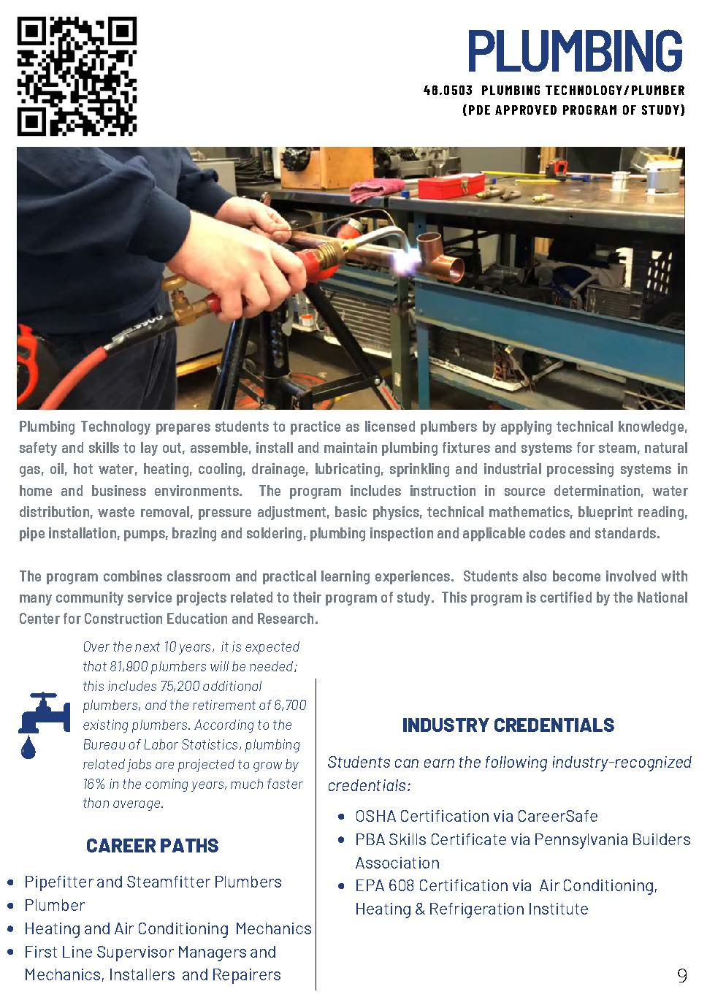 PLUMBING
46.0503 PLUMBING TECHNOLOGY/PLUMBER
(PDE APPROVED PROGRAM OF STUDY)
Plumbing Technology prepares students to practice as licensed plumbers by applying technical knowledge,
safety and skills to lay out, assemble, install and maintain plumbing fixtures and systems for steam, natural
gas, oil, hot water, heating, cooling, drainage, lubricating, sprinkling and industrial processing systems in
home and business environments. The program includes instruction in source determination, water
distribution, waste removal, pressure adjustment, basic physics, technical mathematics, blueprint reading,
pipe installation, pumps, brazing and soldering, plumbing inspection and applicable codes and standards.
The program combines classroom and practical learning experiences. Students also become involved with
many community service projects related to their program of study. This program is certified by the National
Center for Construction Education and Research.
Over the next 10 years, it is expected
that 81,900 plumbers will be needed;
this includes 75,200 additional
plumbers, and the retirement of 6,700
existing plumbers. According to the
Bureau of Labor Statistics, plumbing
related jobs are projected to grow by
16% in the coming years, much faster
than average.
CAREER PATHS
• Pipefitter and Steamfitter Plumbers
• Plumber
• Heating and Air Conditioning Mechanics
• First Line Supervisor Managers and
Mechanics, Installers and Repairers
INDUSTRY CREDENTIALS
Students can earn the following industry-recognized
credentials:
• OSHA Certification via CareerSafe
• PBA Skills Certificate via Pennsylvania Builders
Association
• EPA 608 Certification via Air Conditioning,
Heating & Refrigeration Institute
9